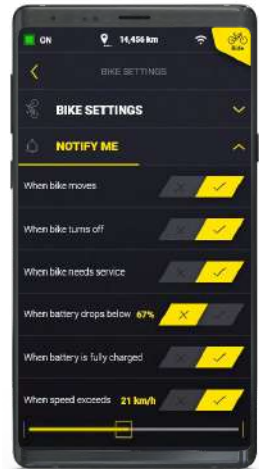 ON 14,456 km Ride
BIKE SETTINGS
BIKE SETTINGS
NOTIFY ME
When bike moves
When bike turns off
When bike needs service
When battery drops below 67%
When battery is fully charged
When speed exceeds 21 km/h